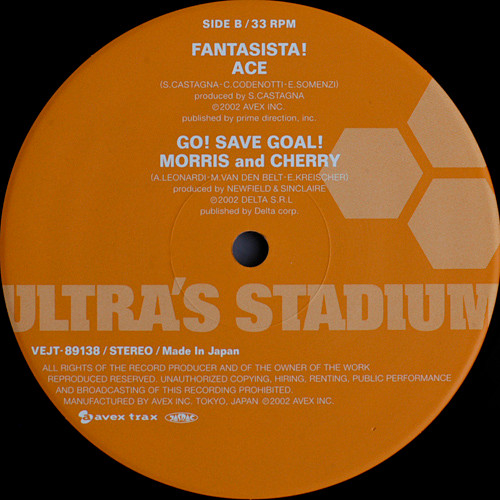 SIDE B / 33 RPM
FANTASISTA!
ACE
(S.CASTAGNA・C.CODENOTTI・E.SOMENZI)
produced by S.CASTAGNA
℗2002 AVEX INC.
published by prime direction, inc.
GO! SAVE GOAL!
MORRIS and CHERRY
(A.LEONARDI・M.VAN DEN BELT・E.KREISCHER)
produced by NEWFIELD & SINCLAIRE
℗2002 DELTA S.R.L
published by Delta corp.
ULTRA'S STADIUM
VEJT-89138 / STEREO / Made In Japan
ALL RIGHTS OF THE RECORD PRODUCER AND OF THE OWNER OF THE WORK
REPRODUCED RESERVED. UNAUTHORIZED COPYING, HIRING, RENTING, PUBLIC PERFORMANCE
AND BROADCASTING OF THIS RECORDING PROHIBITED.
MANUFACTURED BY AVEX INC. TOKYO, JAPAN ℗2002 AVEX INC.
a avex trax JASRAC